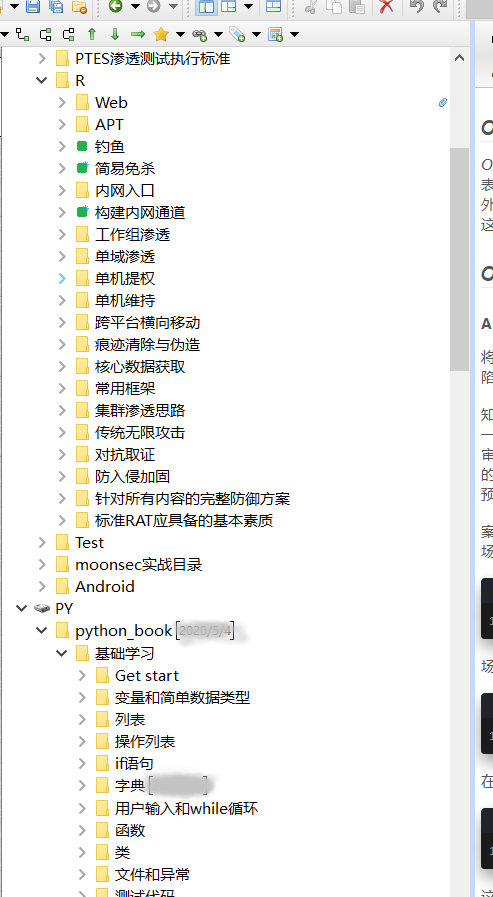 PTES渗透测试执行标准
R
Web
APT
钓鱼
简易免杀
内网入口
构建内网通道
工作组渗透
单域渗透
单机提权
单机维持
跨平台横向移动
痕迹清除与伪造
核心数据获取
常用框架
集群渗透思路
传统无限攻击
对抗取证
防入侵加固
针对所有内容的完整防御方案
标准RAT应具备的基本素质
Test
moonsec实战目录
Android
PY
python_book [2020/5/4]
基础学习
Get start
变量和简单数据类型
列表
操作列表
if语句
字典
用户输入和while循环
函数
类
文件和异常
测试代码
O
O
表
外
这
O
A
将
陷
知
一
审
的
预
案
场
1
场
1
在
1